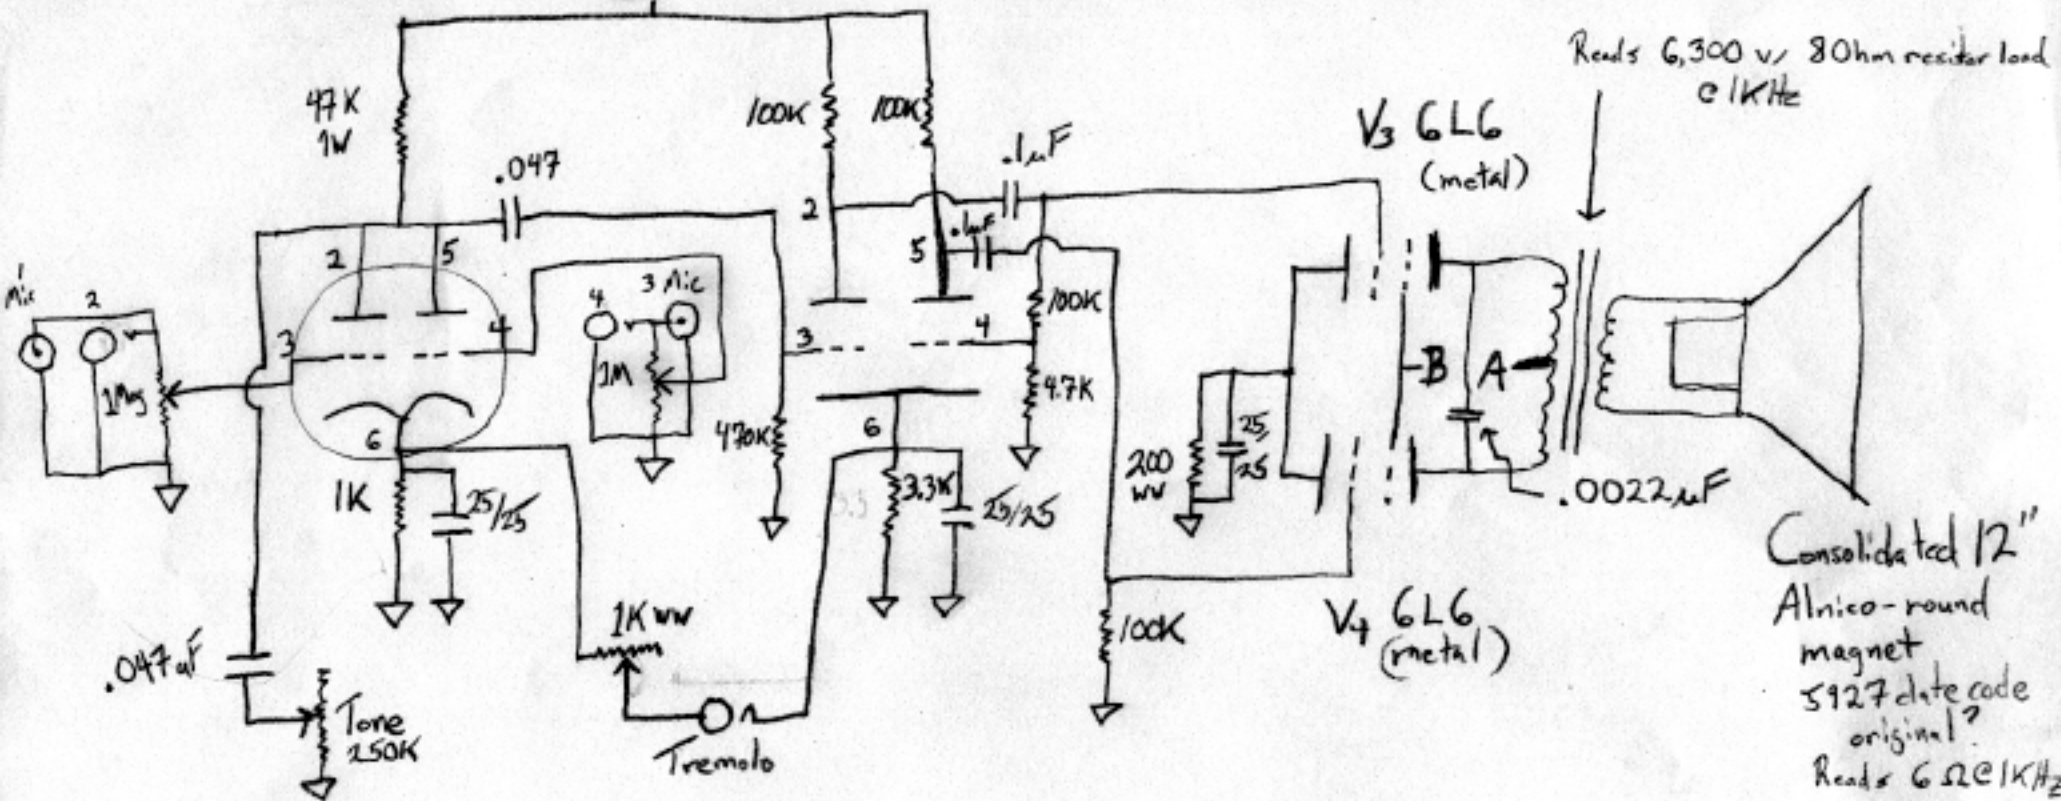 Reads 6,300 w/ 8 Ohm resistor load
@ 1KHz
47K
1W
100K
100K
V3 6L6
(metal)
.047
.1uF
2
5
2
5
.1uF
Mic
2
3
4
1Meg
4
3 Mic
1M
3
4
100K
4.7K
B
A
6
1K
25/25
470K
6
3.3K
25/25
200
WW
25/
25
.0022uF
Consolidated 12"
Alnico-round
magnet
5927 date code
original?
Reads 6 Ω @ 1KHz
V4 6L6
(metal)
1K WW
100K
.047uF
Tone
250K
Tremolo